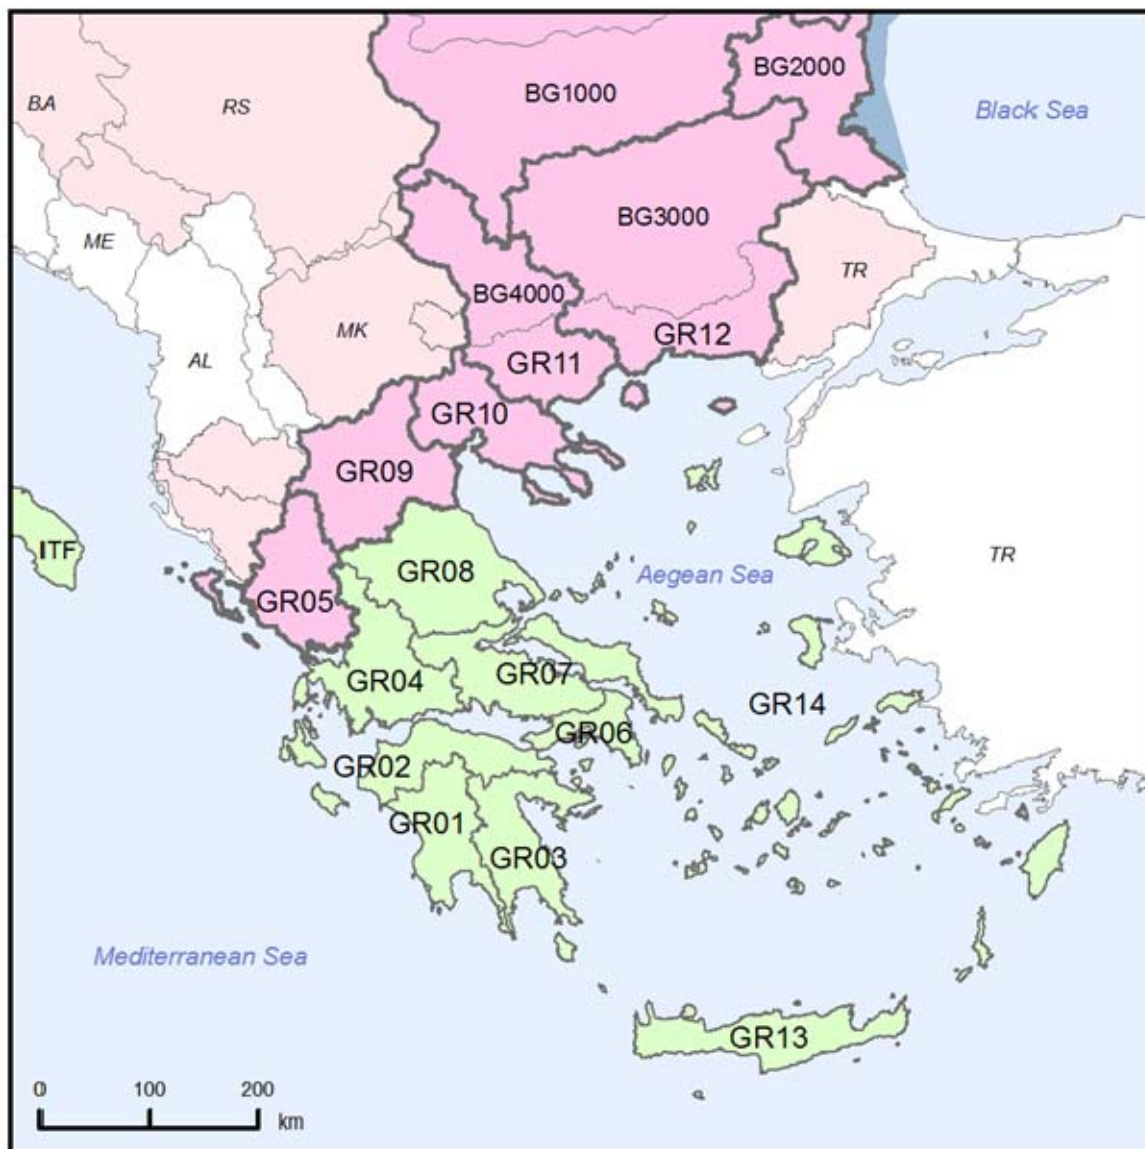 BG2000
BG1000
BA
RS
Black Sea
BG3000
ME
TR
BG4000
MK
GR12
AL
GR11
GR10
GR09
ITF
TR
GR08
Aegean Sea
GR05
GR07
GR04
GR14
GR06
GR02
GR01
GR03
Mediterranean Sea
GR13
0 100 200
km